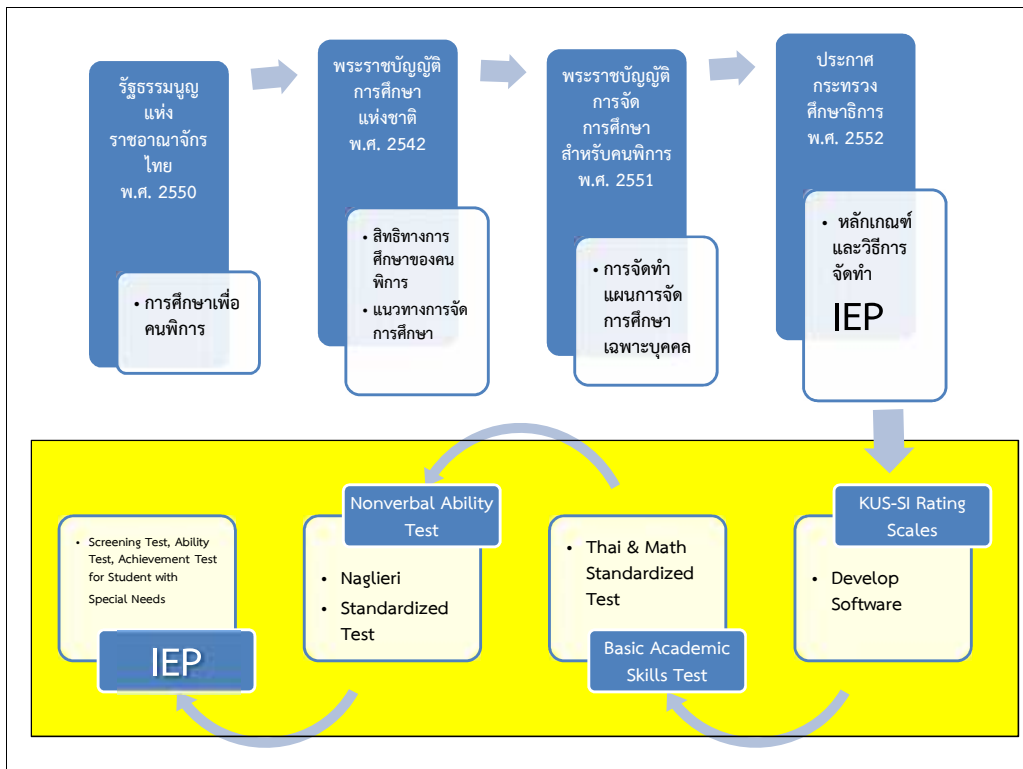 รัฐธรรมนูญ
แห่ง
ราชอาณาจักร
ไทย
พ.ศ. 2550
• การศึกษาเพื่อ
คนพิการ
พระราชบัญญัติ
การศึกษา
แห่งชาติ
พ.ศ. 2542
• สิทธิทางการ
ศึกษาของคน
พิการ
• แนวทางการจัด
การศึกษา
พระราชบัญญัติ
การจัด
การศึกษา
สำหรับคนพิการ
พ.ศ. 2551
• การจัดทำ
แผนการจัด
การศึกษา
เฉพาะบุคคล
ประกาศ
กระทรวง
ศึกษาธิการ
พ.ศ. 2552
• หลักเกณฑ์
และวิธีการ
จัดทำ
IEP
KUS-SI Rating
Scales
• Develop
Software
• Thai & Math
Standardized
Test
Basic Academic
Skills Test
Nonverbal Ability
Test
• Naglieri
• Standardized
Test
• Screening Test, Ability
Test, Achievement Test
for Student with
Special Needs
IEP